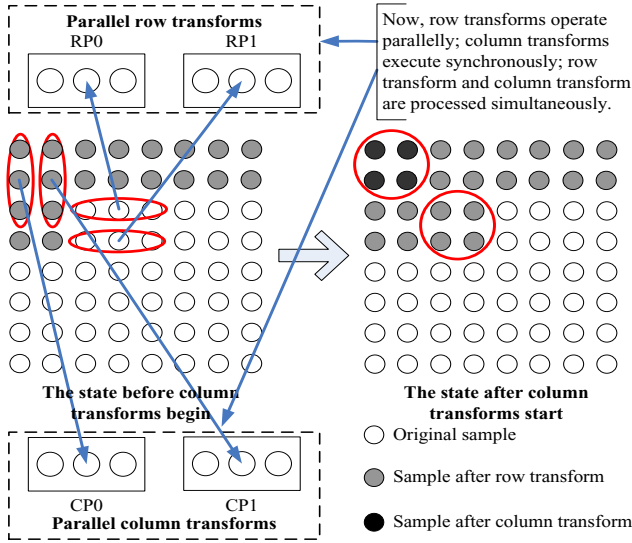 Parallel row transforms
RP0
RP1
Now, row transforms operate
parallelly; column transforms
execute synchronously; row
transform and column transform
are processed simultaneously.
The state before column
transforms begin
The state after column
transforms start
Original sample
Sample after row transform
Sample after column transform
CP0
CP1
Parallel column transforms